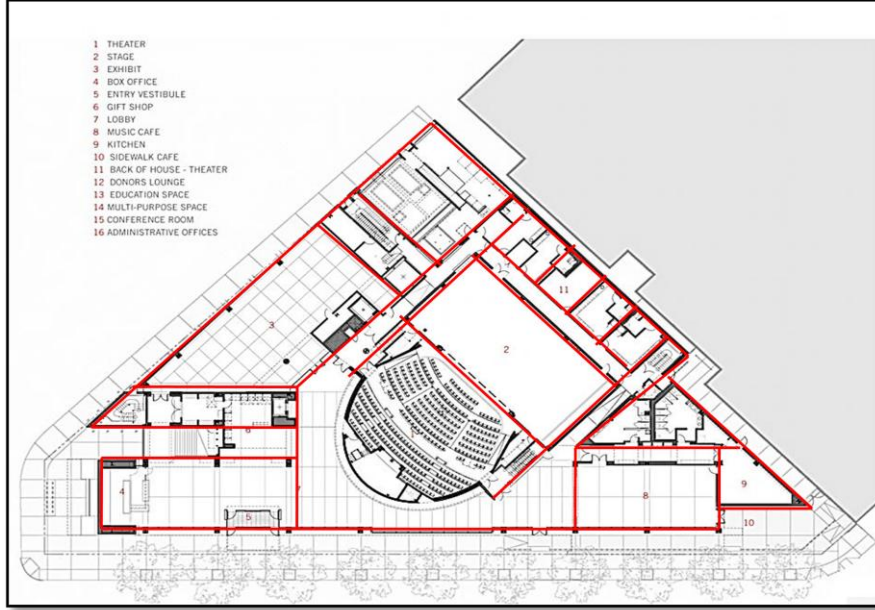 1 THEATER
2 STAGE
3 EXHIBIT
4 BOX OFFICE
5 ENTRY VESTIBULE
6 GIFT SHOP
7 LOBBY
8 MUSIC CAFE
9 KITCHEN
10 SIDEWALK CAFE
11 BACK OF HOUSE - THEATER
12 DONORS LOUNGE
13 EDUCATION SPACE
14 MULTI-PURPOSE SPACE
15 CONFERENCE ROOM
16 ADMINISTRATIVE OFFICES
11
3
2
1
6
4
9
8
5
10